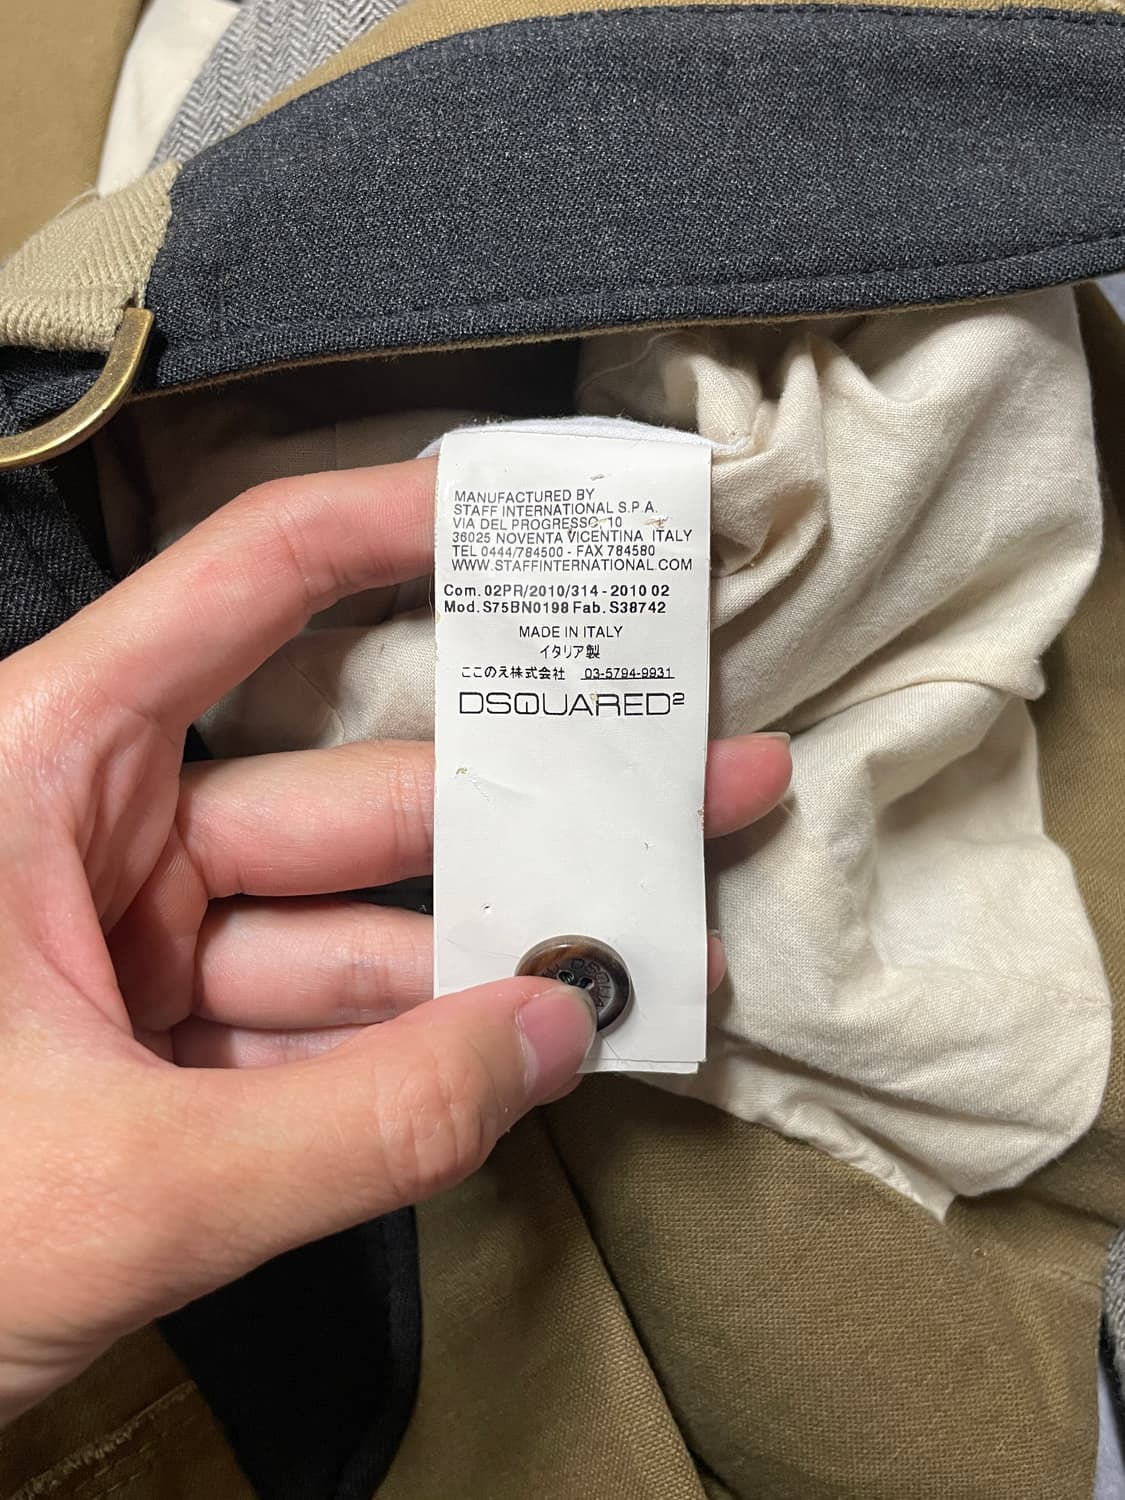 MANUFACTURED BY
STAFF INTERNATIONAL S.P.A.
VIA DEL PROGRESSO, 10
36025 NOVENTA VICENTINA ITALY
TEL 0444/784500 - FAX 784580
WWW.STAFFINTERNATIONAL.COM
Com. 02PR/2010/314 - 2010 02
Mod. S75BN0198 Fab. S38742
MADE IN ITALY
イタリア製
ここのえ株式会社 03-5794-9931
DSQUARED²